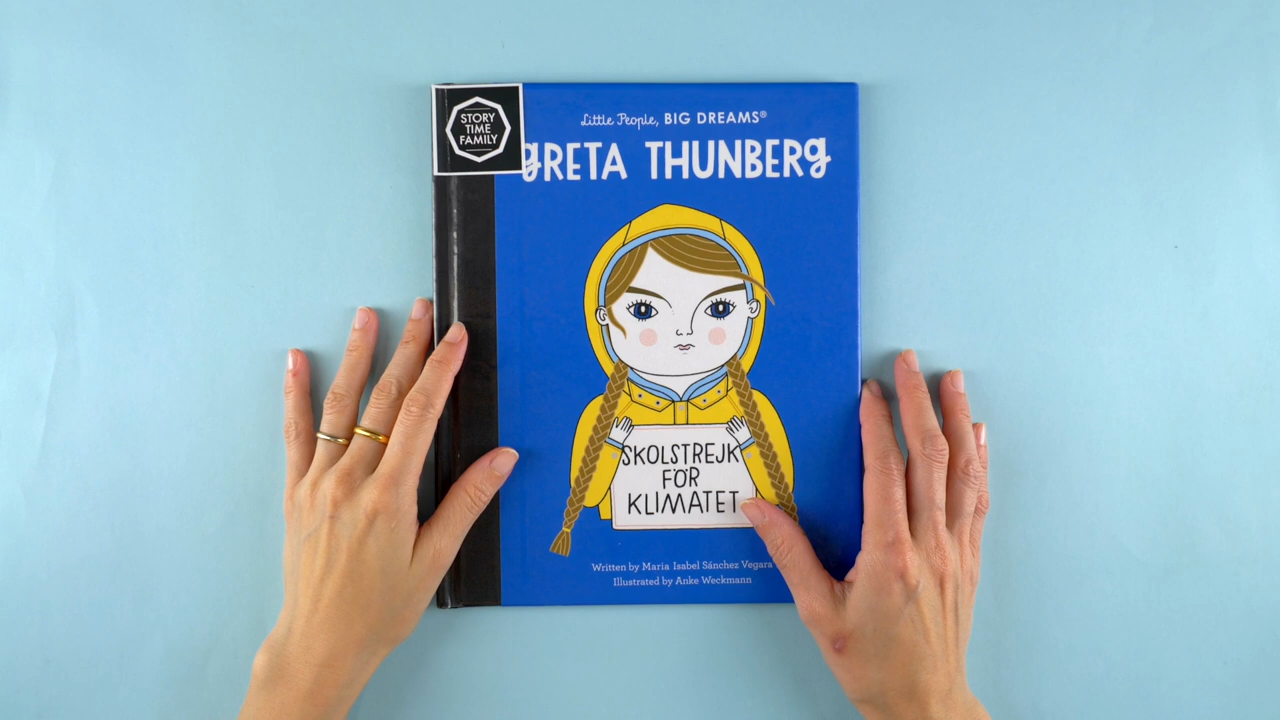 STORY
TIME
FAMILY
Little People, BIG DREAMS®
GRETA THUNBERG
SKOLSTREJK
FÖR
KLIMATET
Written by Maria Isabel Sánchez Vegara
Illustrated by Anke Weckmann